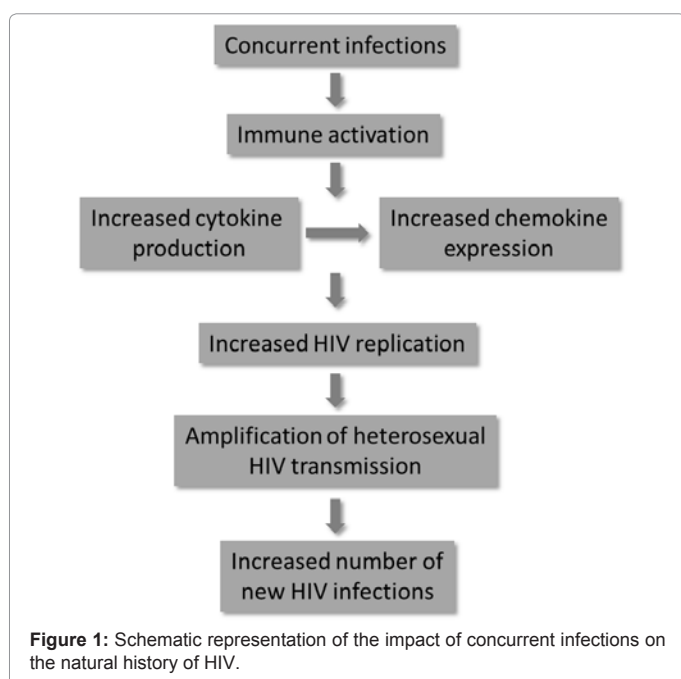 Concurrent infections
Immune activation
Increased cytokine
production
Increased chemokine
expression
Increased HIV replication
Amplification of heterosexual
HIV transmission
Increased number of
new HIV infections
Figure 1: Schematic representation of the impact of concurrent infections on
the natural history of HIV.